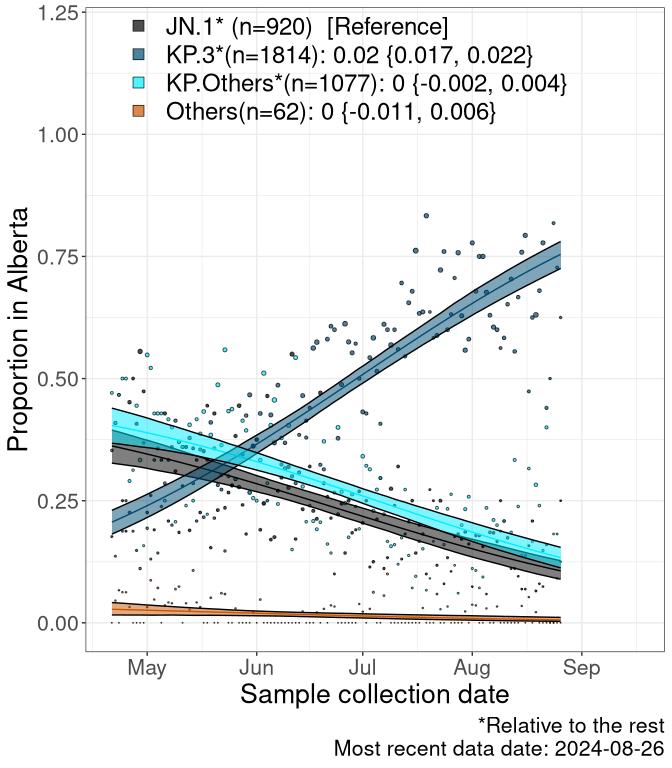 JN.1* (n=920)  [Reference]
KP.3*(n=1814): 0.02 {0.017, 0.022}
KP.Others*(n=1077): 0 {-0.002, 0.004}
Others(n=62): 0 {-0.011, 0.006}
1.25
1.00
0.75
0.50
0.25
0.00
Proportion in Alberta
May Jun Jul Aug Sep
Sample collection date
*Relative to the rest
Most recent data date: 2024-08-26